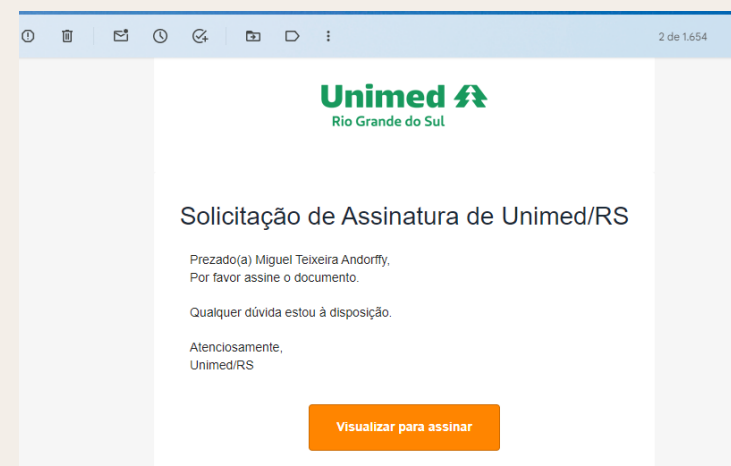 2 de 1.654
Unimed
Rio Grande do Sul
Solicitação de Assinatura de Unimed/RS
Prezado(a) Miguel Teixeira Andorffy,
Por favor assine o documento.
Qualquer dúvida estou à disposição.
Atenciosamente,
Unimed/RS
Visualizar para assinar